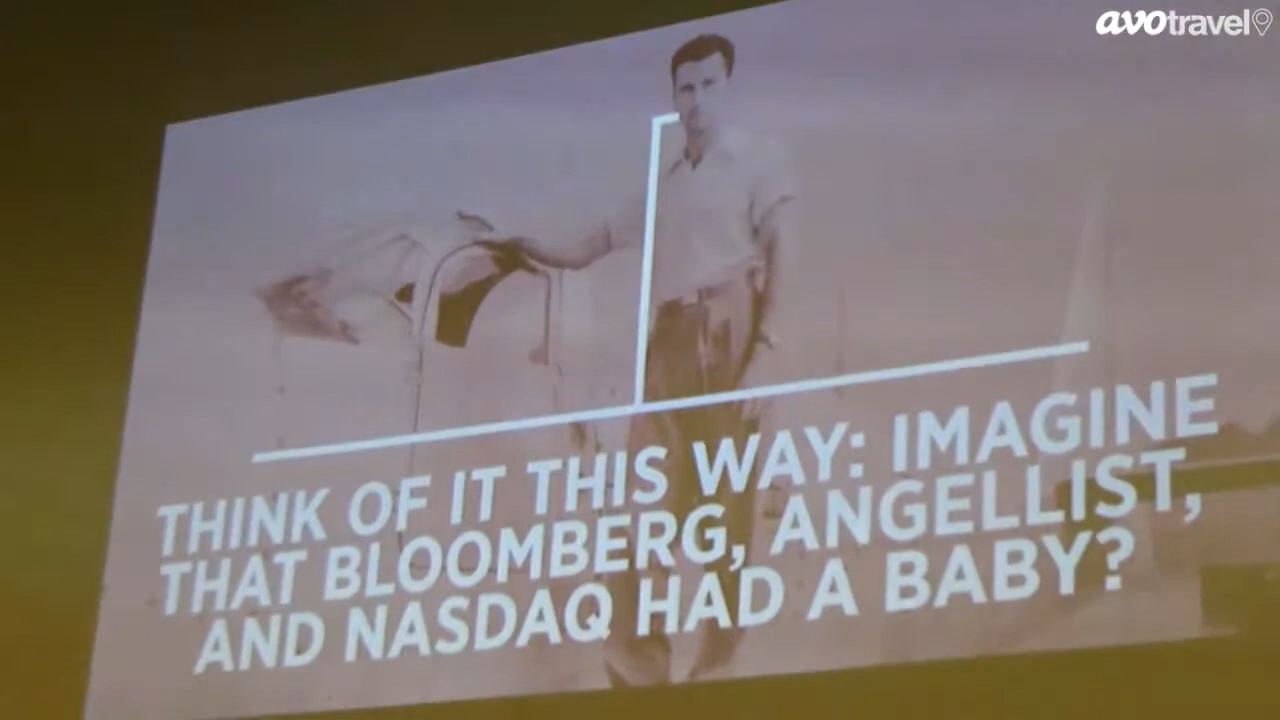 avotravel
THINK OF IT THIS WAY: IMAGINE
THAT BLOOMBERG, ANGELLIST,
AND NASDAQ HAD A BABY?